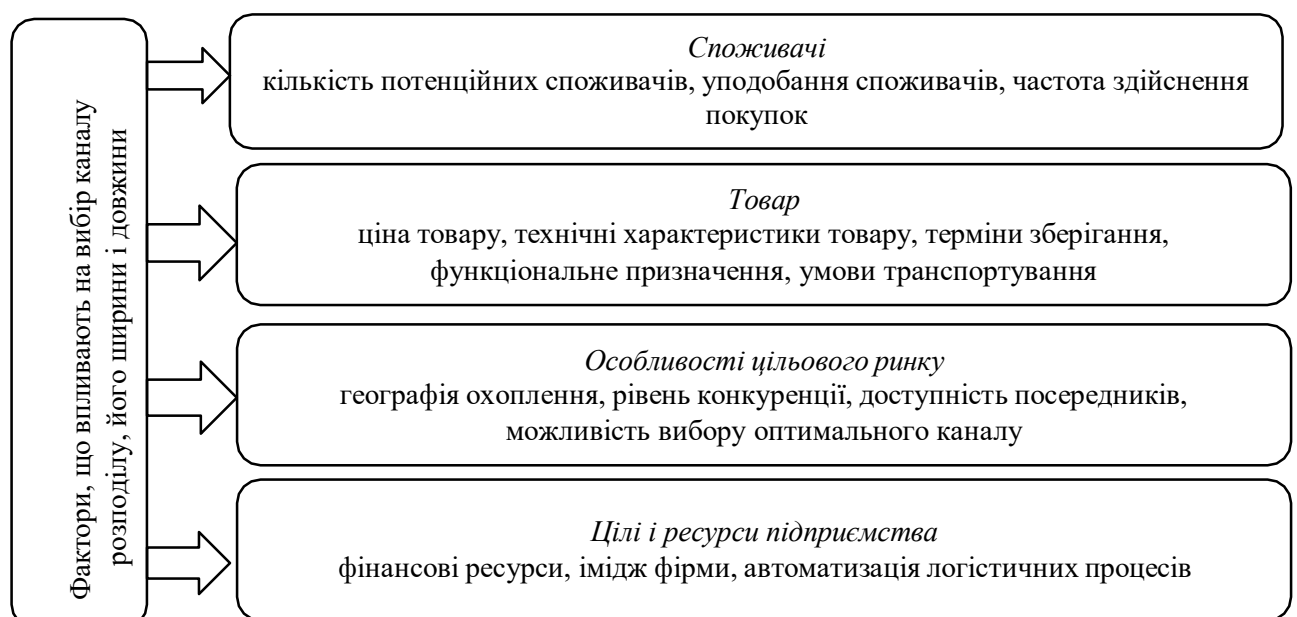 Фактори, що впливають на вибір каналу
розподілу, його ширини і довжини
Споживачі
кількість потенційних споживачів, уподобання споживачів, частота здійснення
покупок
Товар
ціна товару, технічні характеристики товару, терміни зберігання,
функціональне призначення, умови транспортування
Особливості цільового ринку
географія охоплення, рівень конкуренції, доступність посередників,
можливість вибору оптимального каналу
Цілі і ресурси підприємства
фінансові ресурси, імідж фірми, автоматизація логістичних процесів